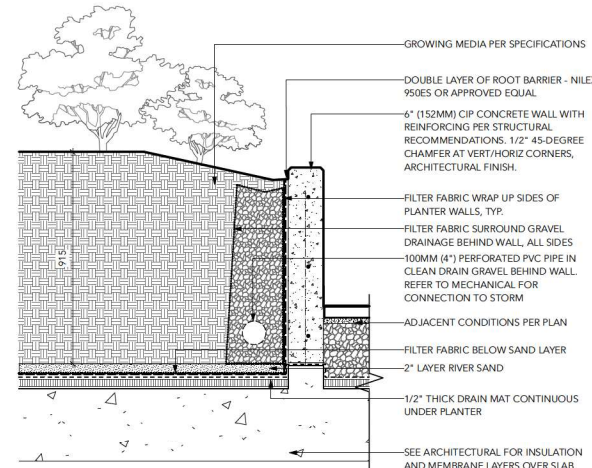 GROWING MEDIA PER SPECIFICATIONS
DOUBLE LAYER OF ROOT BARRIER - NILEX
950ES OR APPROVED EQUAL
6" (152MM) CIP CONCRETE WALL WITH
REINFORCING PER STRUCTURAL
RECOMMENDATIONS. 1/2" 45-DEGREE
CHAMFER AT VERT/HORIZ CORNERS,
ARCHITECTURAL FINISH.
FILTER FABRIC WRAP UP SIDES OF
PLANTER WALLS, TYP.
FILTER FABRIC SURROUND GRAVEL
DRAINAGE BEHIND WALL, ALL SIDES
915
100MM (4") PERFORATED PVC PIPE IN
CLEAN DRAIN GRAVEL BEHIND WALL.
REFER TO MECHANICAL FOR
CONNECTION TO STORM
ADJACENT CONDITIONS PER PLAN
FILTER FABRIC BELOW SAND LAYER
2" LAYER RIVER SAND
1/2" THICK DRAIN MAT CONTINUOUS
UNDER PLANTER
SEE ARCHITECTURAL FOR INSULATION
AND MEMBRANE LAYERS OVER SLAB